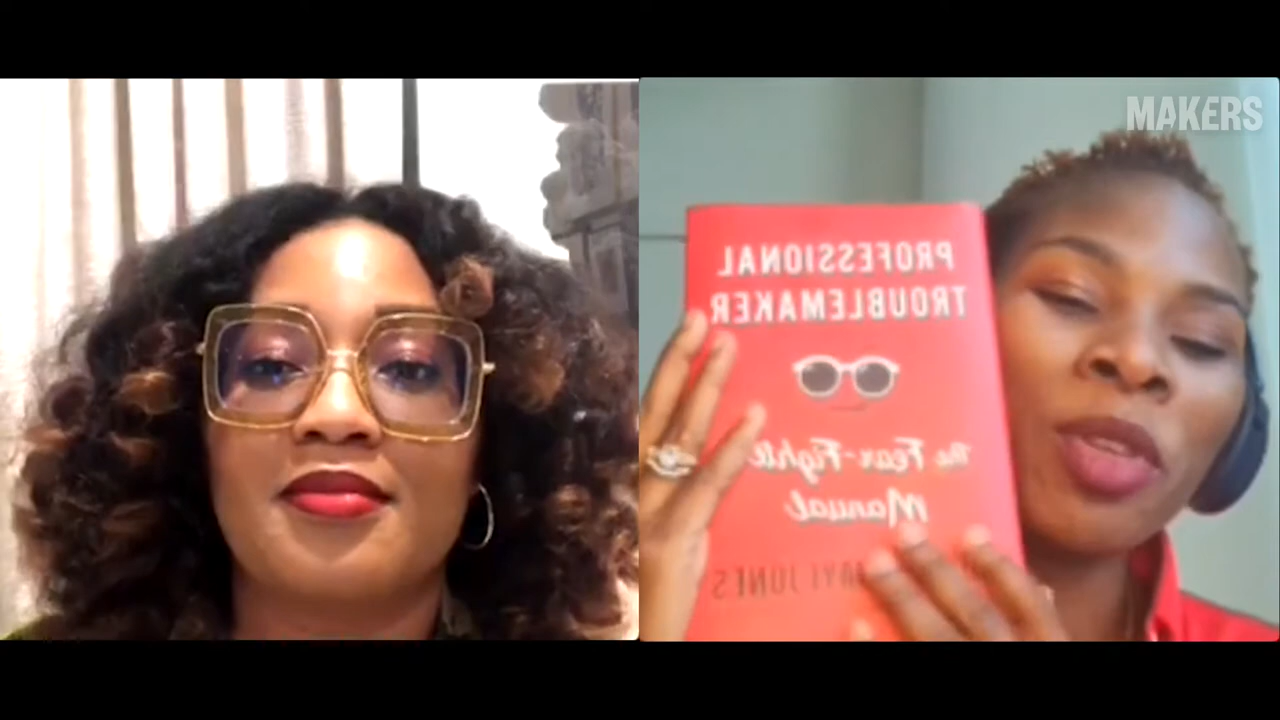 MAKERS
PROFESSIONAL
TROUBLEMAKER
The Fear-Fighter
Manual
JONES